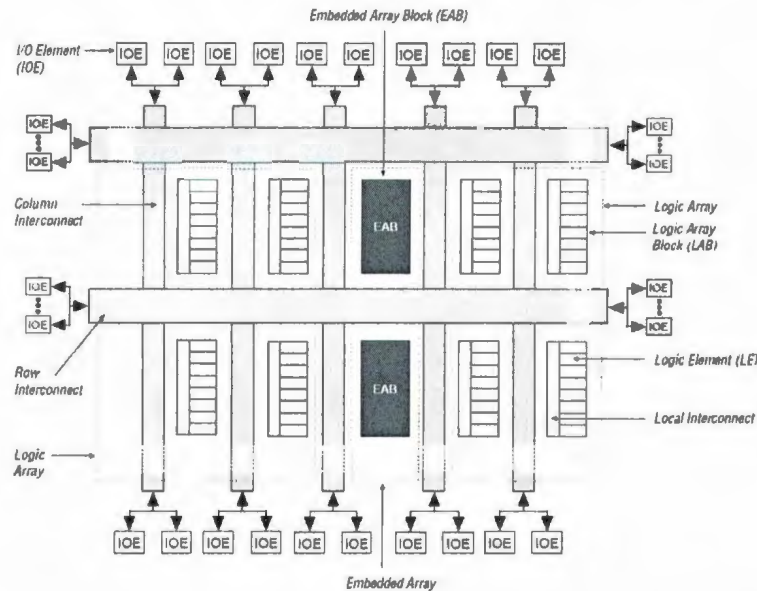 Embedded Array Block (EAB)
I/O Element
(IOE)
IOE IOE IOE IOE IOE IOE IOE IOE IOE IOE
IOE IOE
IOE IOE
Column
Interconnect
EAB
Logic Array
Logic Array
Block (LAB)
IOE IOE
IOE IOE
Row
Interconnect
EAB
Logic Element (LE)
Local Interconnect
Logic
Array
IOE IOE IOE IOE IOE IOE IOE IOE IOE IOE
Embedded Array